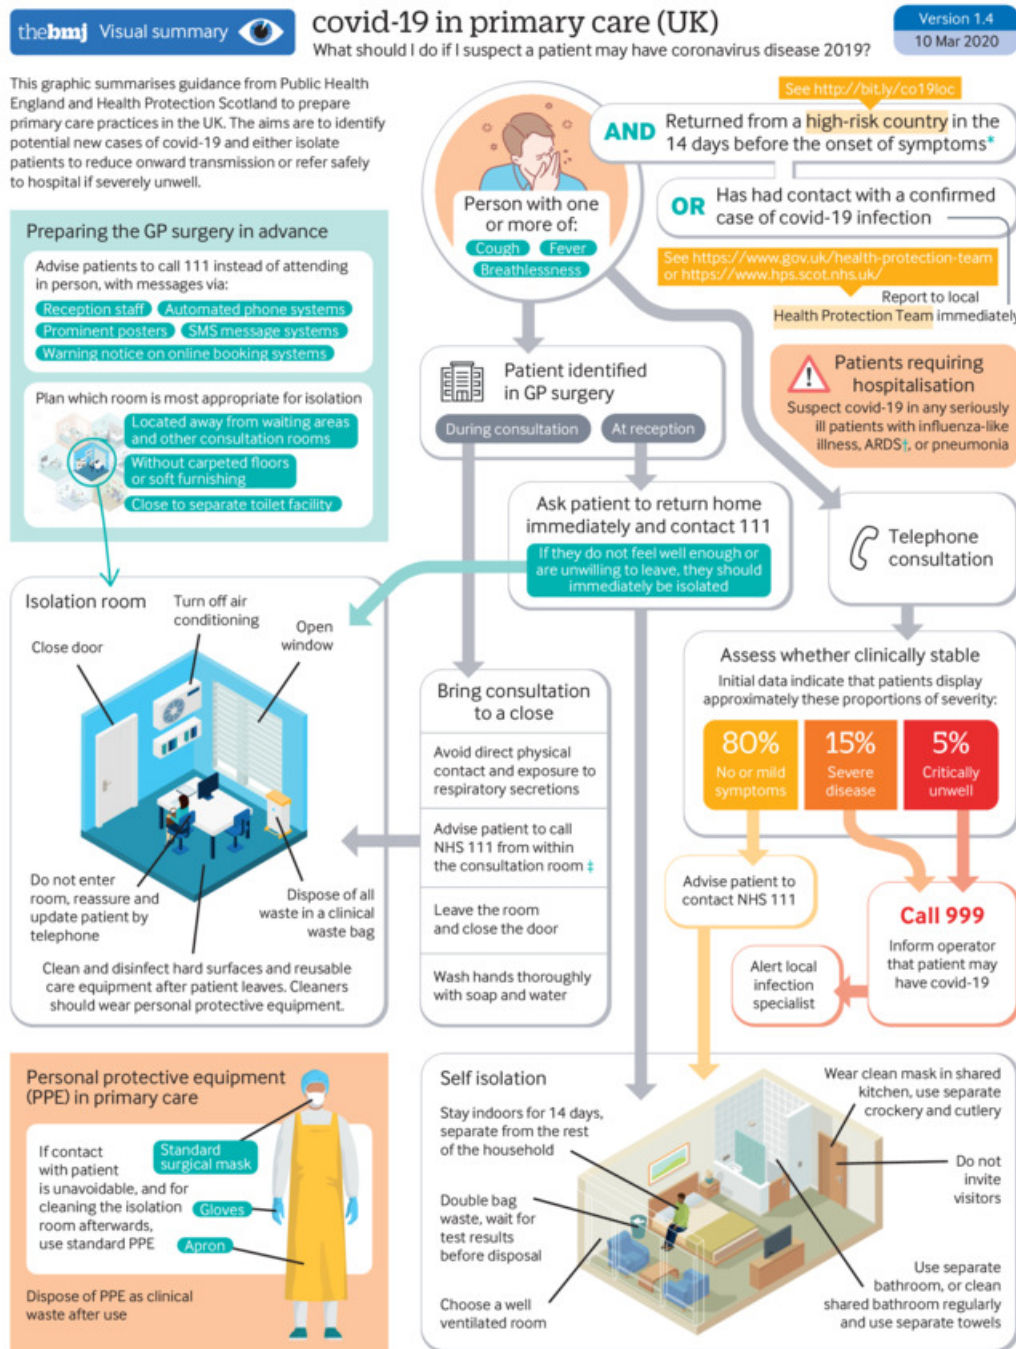 thebmj Visual summary
covid-19 in primary care (UK)
What should I do if I suspect a patient may have coronavirus disease 2019?
Version 1.4
10 Mar 2020
This graphic summarises guidance from Public Health
England and Health Protection Scotland to prepare
primary care practices in the UK. The aims are to identify
potential new cases of covid-19 and either isolate
patients to reduce onward transmission or refer safely
to hospital if severely unwell.
Person with one
or more of:
Cough Fever
Breathlessness
See http://bit.ly/co19loc
AND Returned from a high-risk country in the
14 days before the onset of symptoms*
OR Has had contact with a confirmed
case of covid-19 infection
See https://www.gov.uk/health-protection-team
or https://www.hps.scot.nhs.uk/
Report to local
Health Protection Team immediately
Preparing the GP surgery in advance
Advise patients to call 111 instead of attending
in person, with messages via:
Reception staff Automated phone systems
Prominent posters SMS message systems
Warning notice on online booking systems
Plan which room is most appropriate for isolation
Located away from waiting areas
and other consultation rooms
Without carpeted floors
or soft furnishing
Close to separate toilet facility
Patient identified
in GP surgery
During consultation At reception
Patients requiring
hospitalisation
Suspect covid-19 in any seriously
ill patients with influenza-like
illness, ARDS†, or pneumonia
Ask patient to return home
immediately and contact 111
If they do not feel well enough or
are unwilling to leave, they should
immediately be isolated
Telephone
consultation
Isolation room
Close door
Turn off air
conditioning
Open
window
Do not enter
room, reassure and
update patient by
telephone
Dispose of all
waste in a clinical
waste bag
Clean and disinfect hard surfaces and reusable
care equipment after patient leaves. Cleaners
should wear personal protective equipment.
Bring consultation
to a close
Avoid direct physical
contact and exposure to
respiratory secretions
Advise patient to call
NHS 111 from within
the consultation room ‡
Leave the room
and close the door
Wash hands thoroughly
with soap and water
Assess whether clinically stable
Initial data indicate that patients display
approximately these proportions of severity:
80%
No or mild
symptoms
15%
Severe
disease
5%
Critically
unwell
Advise patient to
contact NHS 111
Call 999
Inform operator
that patient may
have covid-19
Alert local
infection
specialist
Personal protective equipment
(PPE) in primary care
If contact
with patient
is unavoidable, and for
cleaning the isolation
room afterwards,
use standard PPE
Standard
surgical mask
Gloves
Apron
Dispose of PPE as clinical
waste after use
Self isolation
Stay indoors for 14 days,
separate from the rest
of the household
Double bag
waste, wait for
test results
before disposal
Choose a well
ventilated room
Wear clean mask in shared
kitchen, use separate
crockery and cutlery
Do not
invite
visitors
Use separate
bathroom, or clean
shared bathroom regularly
and use separate towels